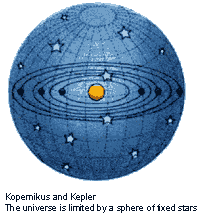 Kopernikus and Kepler
The universe is limited by a sphere of fixed stars